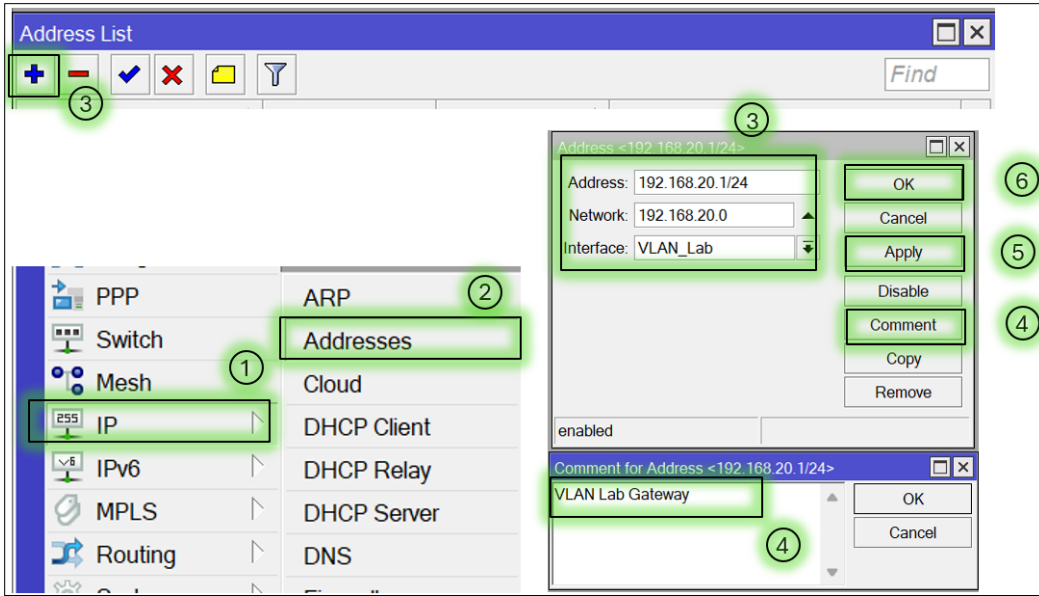 Address List
Find
3
3
Address <192.168.20.1/24>
Address: 192.168.20.1/24
Network: 192.168.20.0
Interface: VLAN_Lab
OK
6
Cancel
Apply
5
Disable
Comment
4
Copy
Remove
enabled
PPP
Switch
Mesh
1
255
IP
v6
IPv6
MPLS
Routing
2
ARP
Addresses
Cloud
DHCP Client
DHCP Relay
DHCP Server
DNS
Comment for Address <192.168.20.1/24>
VLAN Lab Gateway
4
OK
Cancel